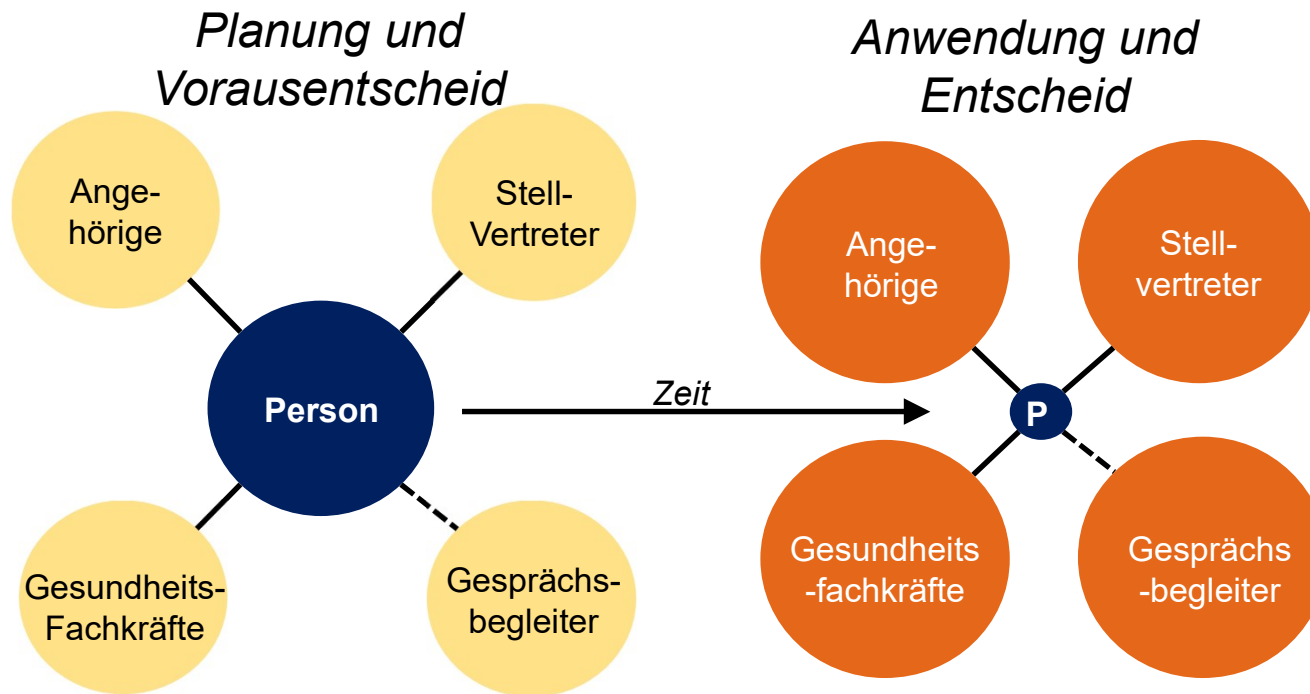 Planung und
Vorausentscheid
Anwendung und
Entscheid
Ange-
hörige
Stell-
Vertreter
Person
Gesundheits-
Fachkräfte
Gesprächs-
begleiter
Zeit
Ange-
hörige
Stell-
vertreter
P
Gesundheits
-fachkräfte
Gesprächs
-begleiter